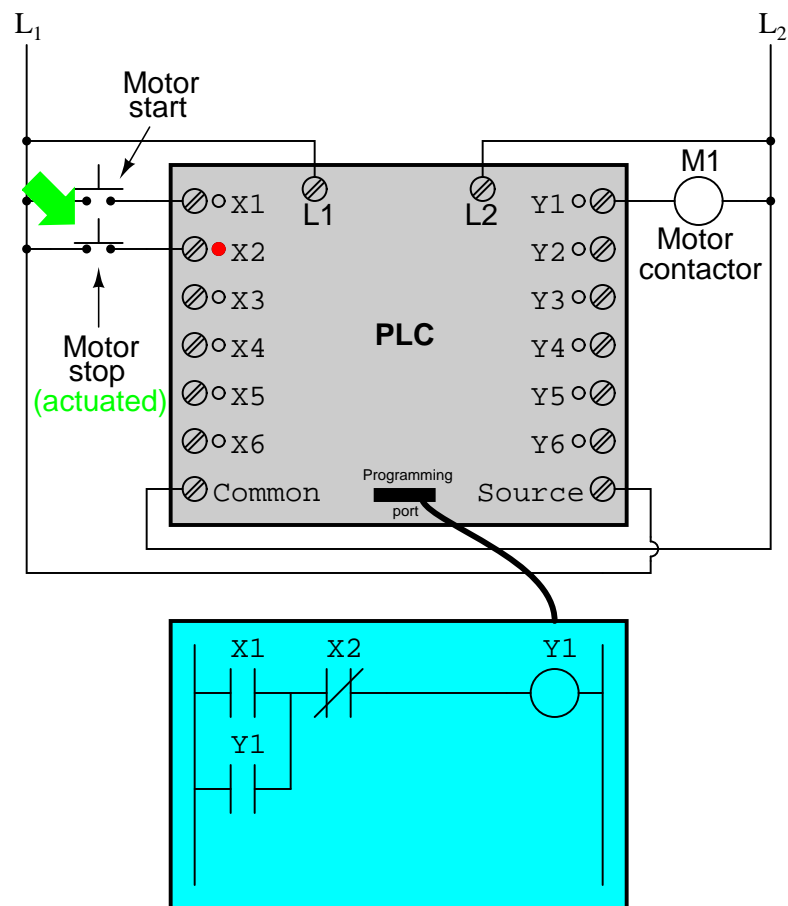 L1 L2
Motor
start
M1
X1 L1 L2 Y1
Motor
contactor
X2 Y2
X3 Y3
Motor
stop
(actuated)
X4 PLC Y4
X5 Y5
X6 Y6
Common Programming Source
port
X1 X2 Y1
Y1